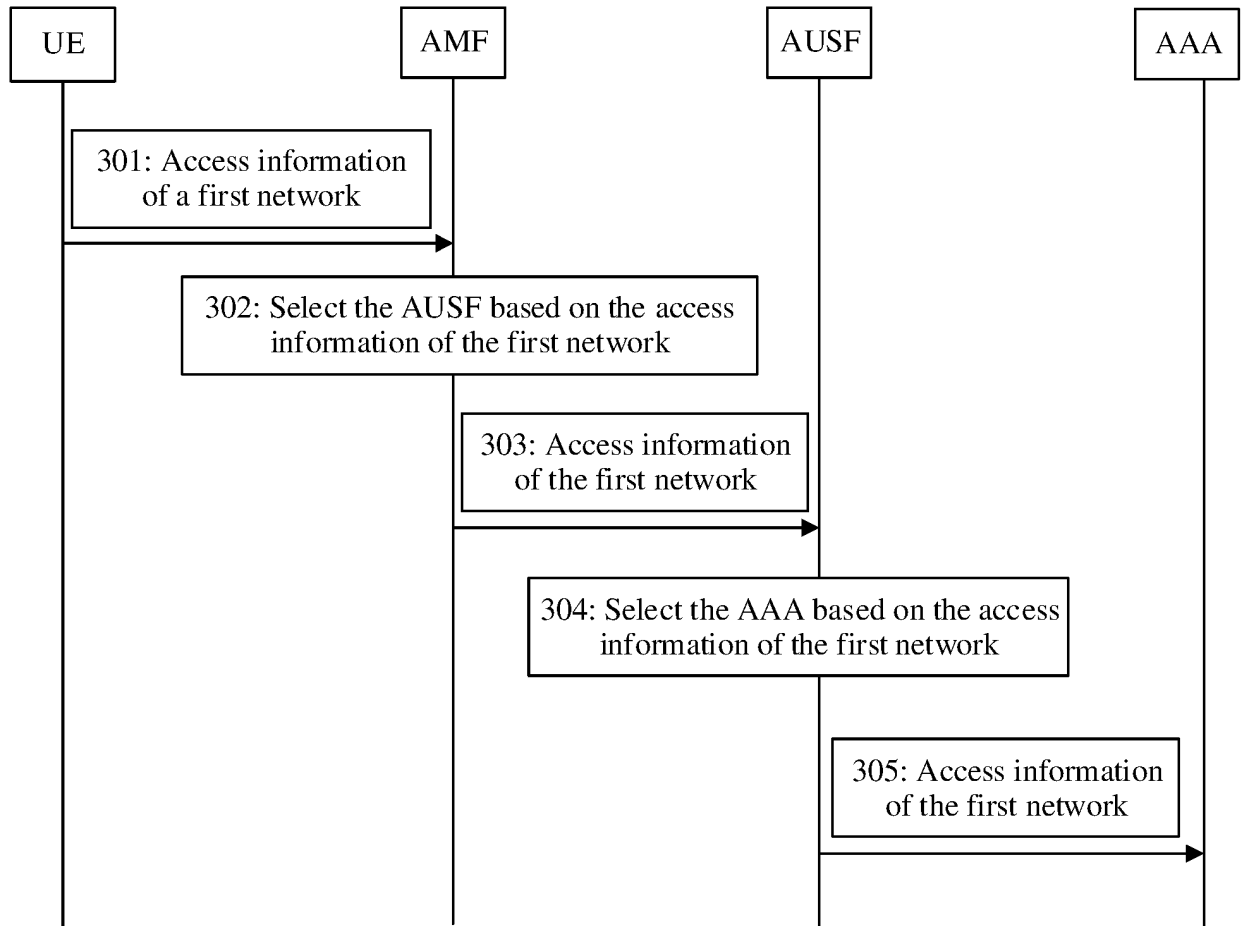 UE
AMF
AUSF
AAA
301: Access information
of a first network
302: Select the AUSF based on the access
information of the first network
303: Access information
of the first network
304: Select the AAA based on the access
information of the first network
305: Access information
of the first network